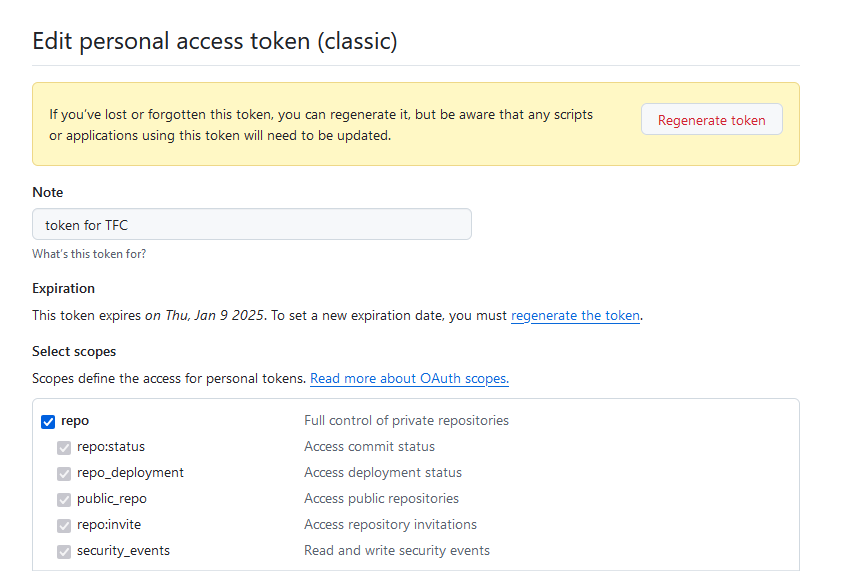 Edit personal access token (classic)
If you've lost or forgotten this token, you can regenerate it, but be aware that any scripts
or applications using this token will need to be updated.
Regenerate token
Note
token for TFC
What's this token for?
Expiration
This token expires on Thu, Jan 9 2025. To set a new expiration date, you must regenerate the token.
Select scopes
Scopes define the access for personal tokens. Read more about OAuth scopes.
repo Full control of private repositories
repo:status Access commit status
repo_deployment Access deployment status
public_repo Access public repositories
repo:invite Access repository invitations
security_events Read and write security events